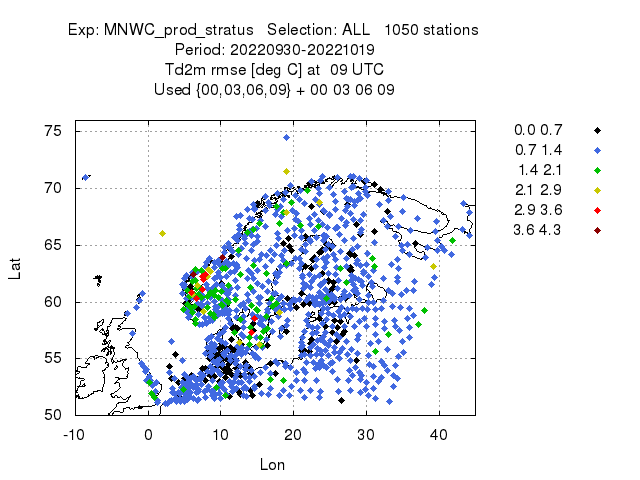 Exp: MNWC_prod_stratus   Selection: ALL   1050 stations
Period: 20220930-20221019
Td2m rmse [deg C] at  09 UTC
Used {00,03,06,09} + 00 03 06 09
0.0 0.7
0.7 1.4
1.4 2.1
2.1 2.9
2.9 3.6
3.6 4.3
75
70
65
60
55
50
Lat
-10 0 10 20 30 40
Lon